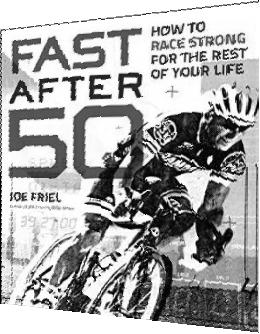 FAST
AFTER
50
HOW TO
RACE STRONG
FOR THE REST
OF YOUR LIFE
JOE FRIEL